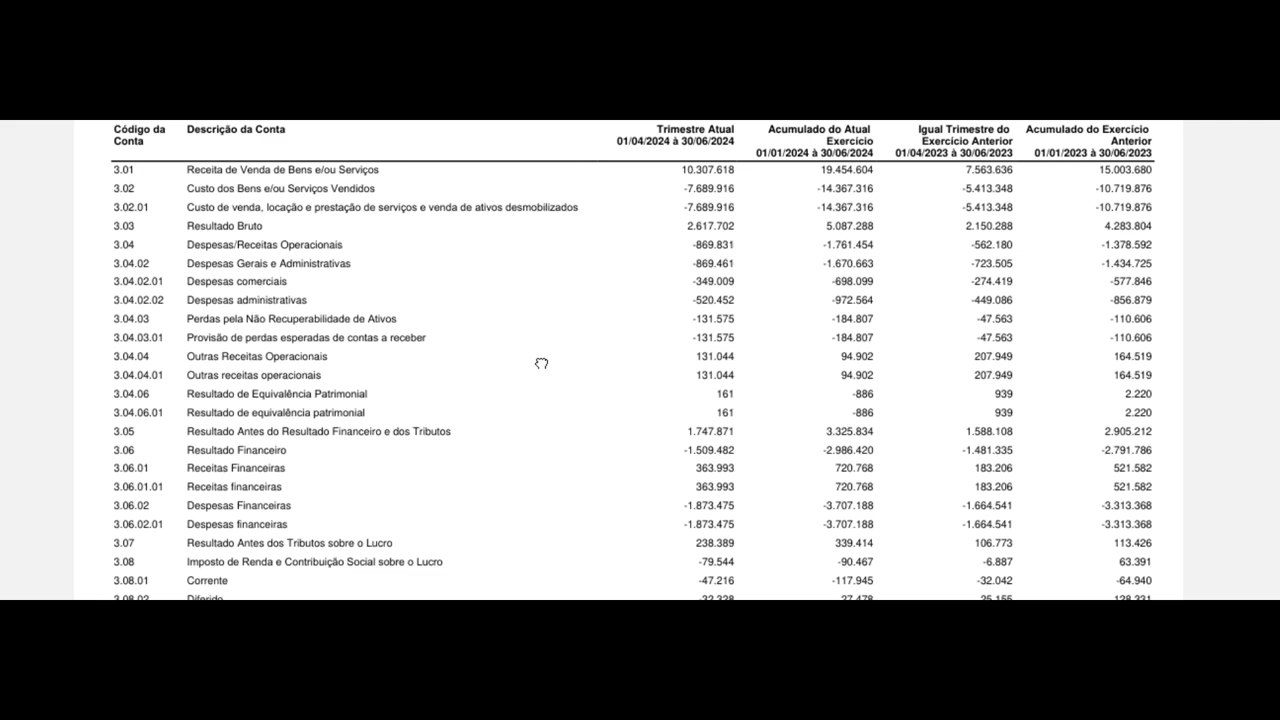 Código da Conta Descrição da Conta Trimestre Atual 01/04/2024 à 30/06/2024 Acumulado do Atual Exercício 01/01/2024 à 30/06/2024 Igual Trimestre do Exercício Anterior 01/04/2023 à 30/06/2023 Acumulado do Exercício Anterior 01/01/2023 à 30/06/2023
3.01 Receita de Venda de Bens e/ou Serviços 10.307.618 19.454.604 7.563.636 15.003.680
3.02 Custo dos Bens e/ou Serviços Vendidos -7.689.916 -14.367.316 -5.413.348 -10.719.876
3.02.01 Custo de venda, locação e prestação de serviços e venda de ativos desmobilizados -7.689.916 -14.367.316 -5.413.348 -10.719.876
3.03 Resultado Bruto 2.617.702 5.087.288 2.150.288 4.283.804
3.04 Despesas/Receitas Operacionais -869.831 -1.761.454 -562.180 -1.378.592
3.04.02 Despesas Gerais e Administrativas -869.461 -1.670.663 -723.505 -1.434.725
3.04.02.01 Despesas comerciais -349.009 -698.099 -274.419 -577.846
3.04.02.02 Despesas administrativas -520.452 -972.564 -449.086 -856.879
3.04.03 Perdas pela Não Recuperabilidade de Ativos -131.575 -184.807 -47.563 -110.606
3.04.03.01 Provisão de perdas esperadas de contas a receber -131.575 -184.807 -47.563 -110.606
3.04.04 Outras Receitas Operacionais 131.044 94.902 207.949 164.519
3.04.04.01 Outras receitas operacionais 131.044 94.902 207.949 164.519
3.04.06 Resultado de Equivalência Patrimonial 161 -886 939 2.220
3.04.06.01 Resultado de equivalência patrimonial 161 -886 939 2.220
3.05 Resultado Antes do Resultado Financeiro e dos Tributos 1.747.871 3.325.834 1.588.108 2.905.212
3.06 Resultado Financeiro -1.509.482 -2.986.420 -1.481.335 -2.791.786
3.06.01 Receitas Financeiras 363.993 720.768 183.206 521.582
3.06.01.01 Receitas financeiras 363.993 720.768 183.206 521.582
3.06.02 Despesas Financeiras -1.873.475 -3.707.188 -1.664.541 -3.313.368
3.06.02.01 Despesas financeiras -1.873.475 -3.707.188 -1.664.541 -3.313.368
3.07 Resultado Antes dos Tributos sobre o Lucro 238.389 339.414 106.773 113.426
3.08 Imposto de Renda e Contribuição Social sobre o Lucro -79.544 -90.467 -6.887 63.391
3.08.01 Corrente -47.216 -117.945 -32.042 -64.940
3.08.02 Diferido -32.328 27.478 25.155 128.331